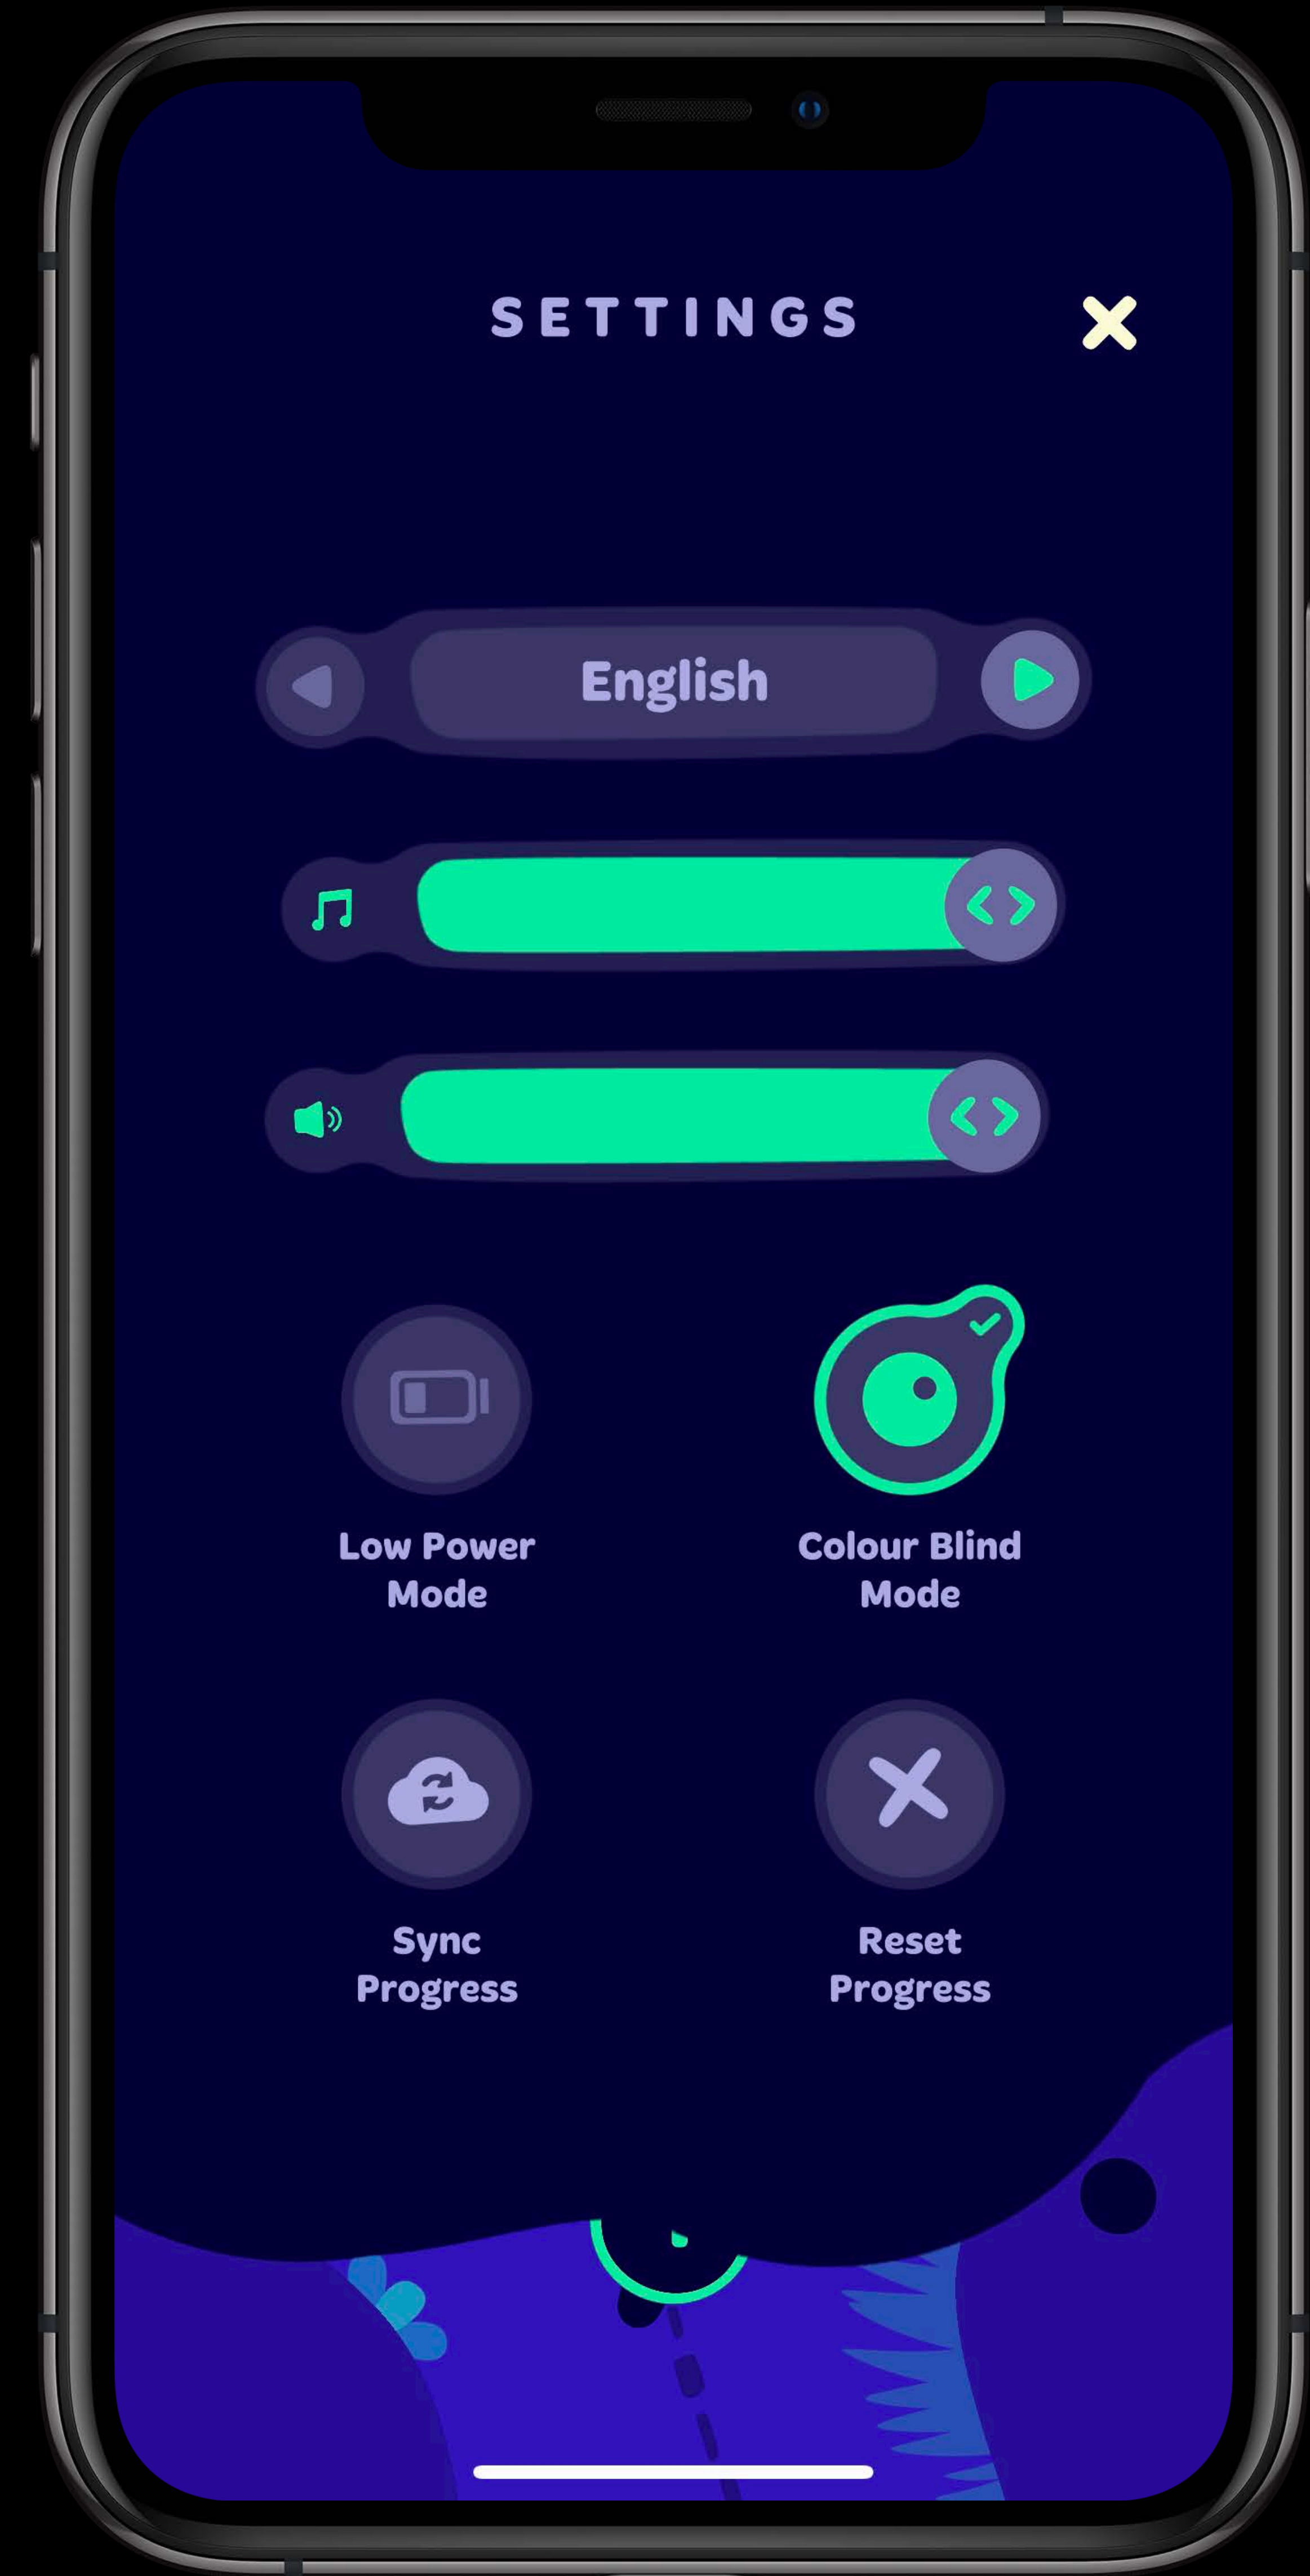 SETTINGS
English
Low Power
Mode
Colour Blind
Mode
Sync
Progress
Reset
Progress